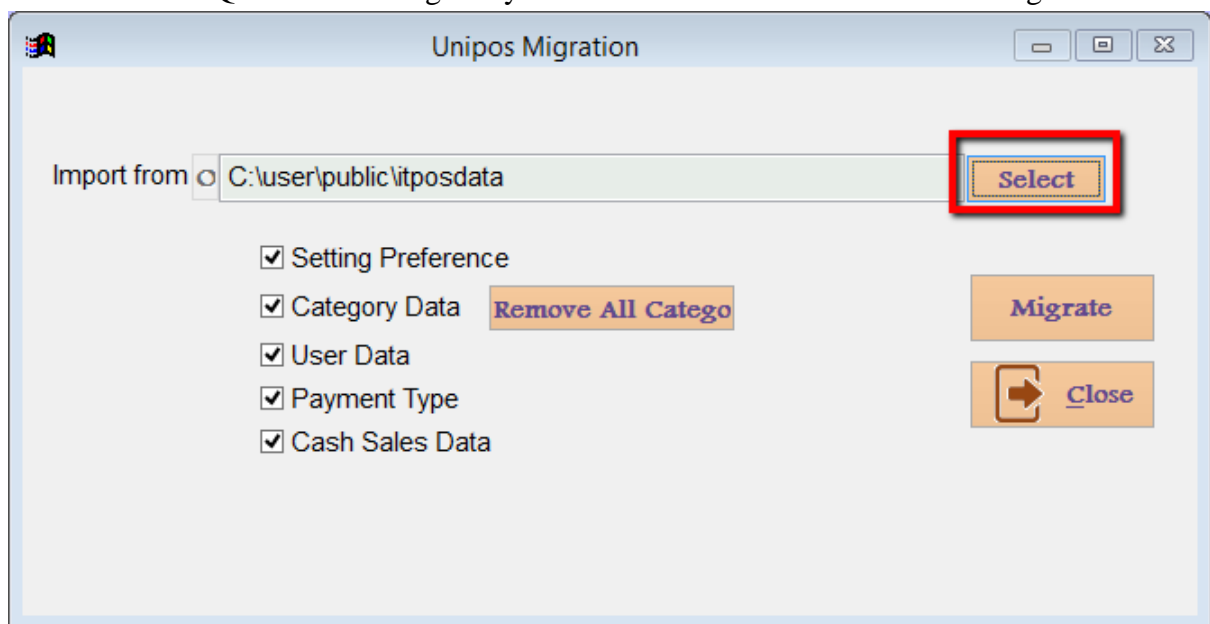 Unipos Migration
Import from C:\user\public\itposdata Select
Setting Preference
Category Data Remove All Catego Migrate
User Data
Payment Type Close
Cash Sales Data